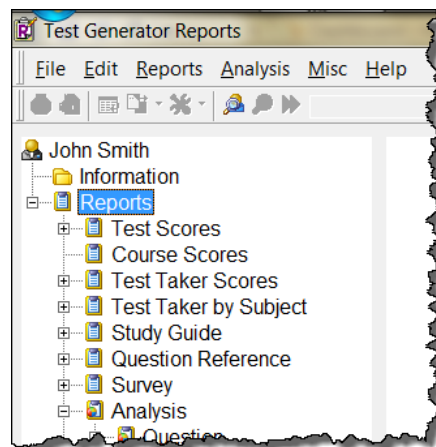 Test Generator Reports
File Edit Reports Analysis Misc Help
John Smith
Information
Reports
Test Scores
Course Scores
Test Taker Scores
Test Taker by Subject
Study Guide
Question Reference
Survey
Analysis
Question